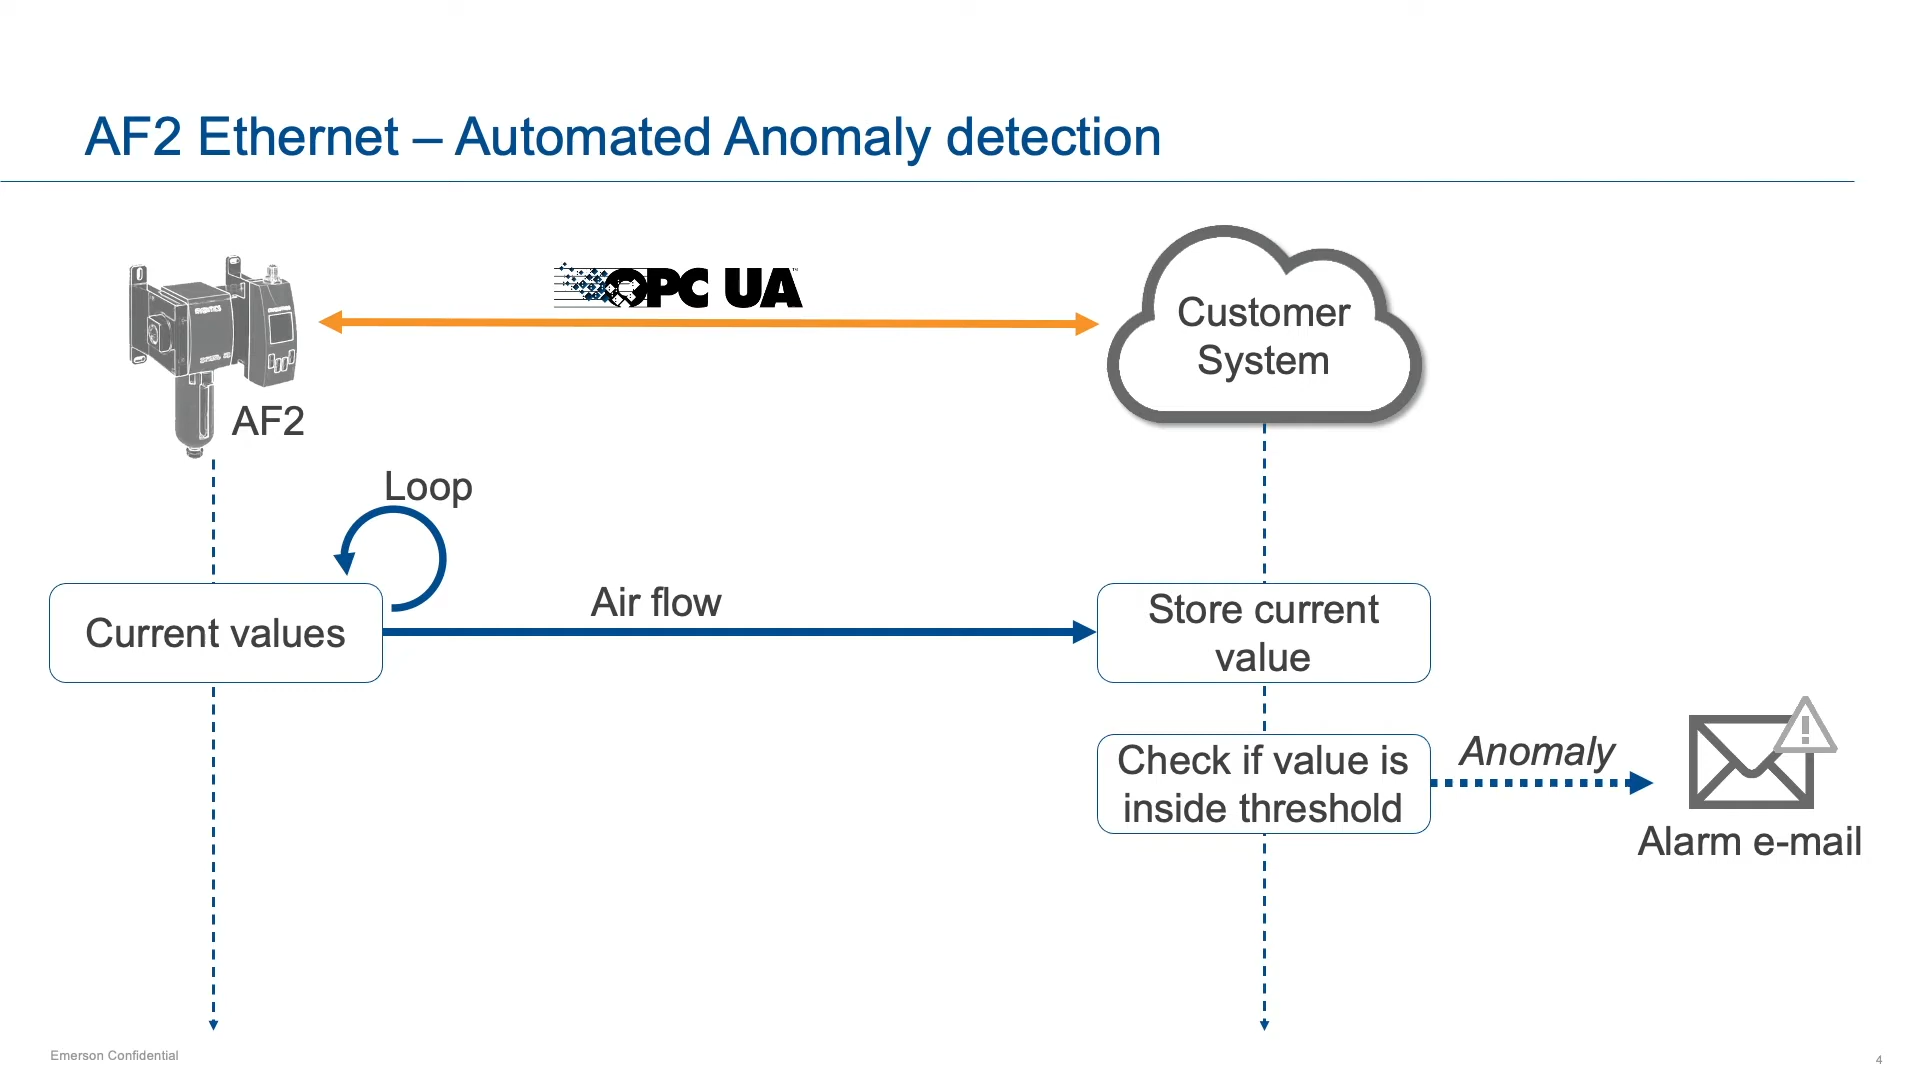 AF2 Ethernet – Automated Anomaly detection
OPC UA
Customer
System
AF2
Loop
Air flow
Current values
Store current
value
Check if value is
inside threshold
Anomaly
Alarm e-mail
Emerson Confidential
4